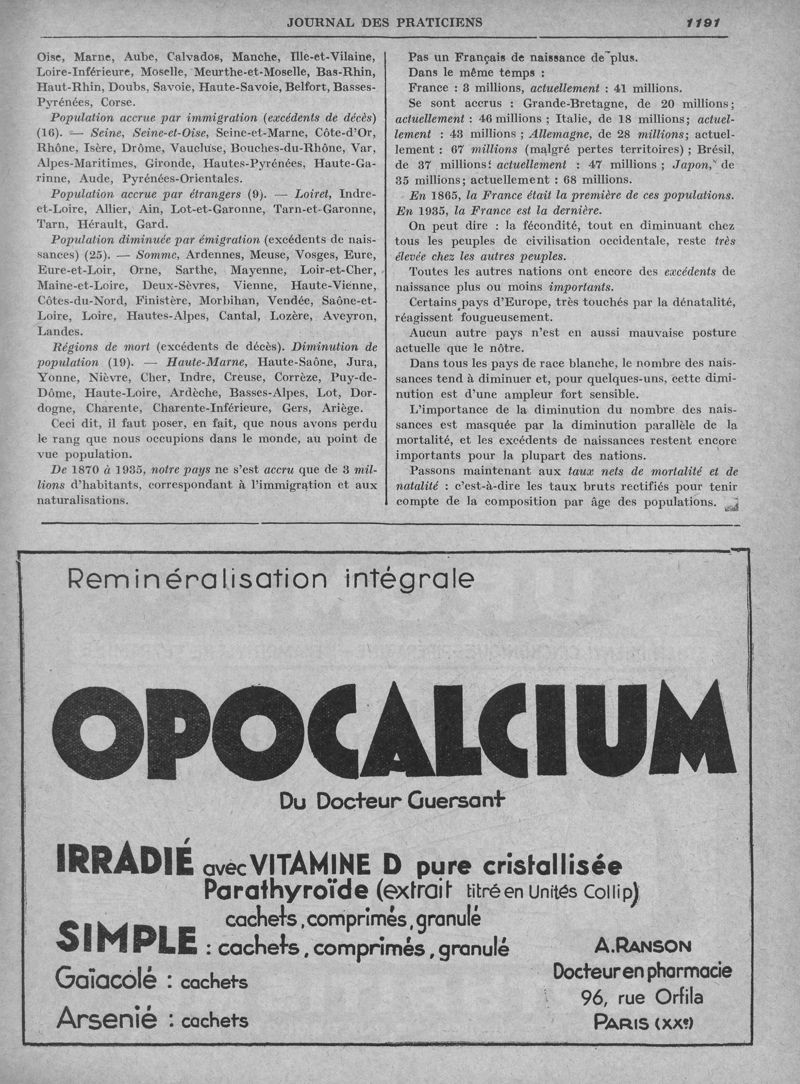 JOURNAL DES PRATICIENS 1191
Oise, Marne, Aube, Calvados, Manche, Ille-et-Vilaine,
Loire-Inférieure, Moselle, Meurthe-et-Moselle, Bas-Rhin,
Haut-Rhin, Doubs, Savoie, Haute-Savoie, Belfort, Basses-
Pyrénées, Corse.
Population accrue par immigration (excédents de décès)
(16). — Seine, Seine-et-Oise, Seine-et-Marne, Côte-d'Or,
Rhône, Isère, Drôme, Vaucluse, Bouches-du-Rhône, Var,
Alpes-Maritimes, Gironde, Hautes-Pyrénées, Haute-Ga-
rinne, Aude, Pyrénées-Orientales.
Population accrue par étrangers (9). — Loiret, Indre-
et-Loire, Allier, Ain, Lot-et-Garonne, Tarn-et-Garonne,
Tarn, Hérault, Gard.
Population diminuée par émigration (excédents de nais-
sances) (25). — Somme, Ardennes, Meuse, Vosges, Eure,
Eure-et-Loir, Orne, Sarthe, Mayenne, Loir-et-Cher,
Maine-et-Loire, Deux-Sèvres, Vienne, Haute-Vienne,
Côtes-du-Nord, Finistère, Morbihan, Vendée, Saône-et-
Loire, Loire, Hautes-Alpes, Cantal, Lozère, Aveyron,
Landes.
Régions de mort (excédents de décès). Diminution de
population (19). — Haute-Marne, Haute-Saône, Jura,
Yonne, Nièvre, Cher, Indre, Creuse, Corrèze, Puy-de-
Dôme, Haute-Loire, Ardèche, Basses-Alpes, Lot, Dor-
dogne, Charente, Charente-Inférieure, Gers, Ariège.
Ceci dit, il faut poser, en fait, que nous avons perdu
le rang que nous occupions dans le monde, au point de
vue population.
De 1870 à 1935, notre pays ne s'est accru que de 3 mil-
lions d'habitants, correspondant à l'immigration et aux
naturalisations.
Pas un Français de naissance de plus.
Dans le même temps :
France : 3 millions, actuellement : 41 millions.
Se sont accrus : Grande-Bretagne, de 20 millions;
actuellement : 46 millions ; Italie, de 18 millions; actuel-
lement : 43 millions ; Allemagne, de 28 millions; actuel-
lement : 67 millions (malgré pertes territoires) ; Brésil,
de 37 millions: actuellement : 47 millions ; Japon, de
35 millions; actuellement : 68 millions.
En 1865, la France était la première de ces populations.
En 1935, la France est la dernière.
On peut dire : la fécondité, tout en diminuant chez
tous les peuples de civilisation occidentale, reste très
élevée chez les autres peuples.
Toutes les autres nations ont encore des excédents de
naissance plus ou moins importants.
Certains pays d'Europe, très touchés par la dénatalité,
réagissent fougueusement.
Aucun autre pays n'est en aussi mauvaise posture
actuelle que le nôtre.
Dans tous les pays de race blanche, le nombre des nais-
sances tend à diminuer et, pour quelques-uns, cette dimi-
nution est d'une ampleur fort sensible.
L'importance de la diminution du nombre des nais-
sances est masquée par la diminution parallèle de la
mortalité, et les excédents de naissances restent encore
importants pour la plupart des nations.
Passons maintenant aux taux nets de mortalité et de
natalité : c'est-à-dire les taux bruts rectifiés pour tenir
compte de la composition par âge des populations.
Reminéralisation intégrale
OPOCALCIUM
Du Docteur Guersant
IRRADIÉ avec VITAMINE D pure cristallisée
Parathyroïde (extrait titré en Unités Collip)
cachets, comprimés, granulé
SIMPLE : cachets, comprimés, granulé
Gaïacolé : cachets
Arsenié : cachets
A. RANSON
Docteur en pharmacie
96, rue Orfila
PARIS (XXe)